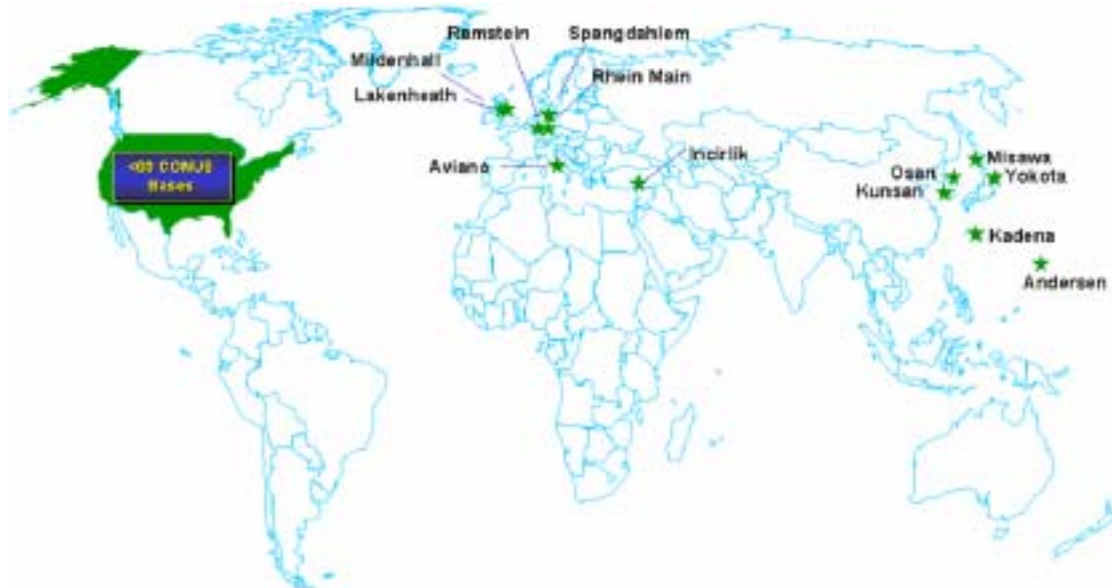 Ramstein
Spangdahlem
Mildenhall
Rhein Main
Lakenheath
CONUS
Bases
Aviano
Incirlik
Misawa
Osan
Yokota
Kunsan
Kadena
Andersen